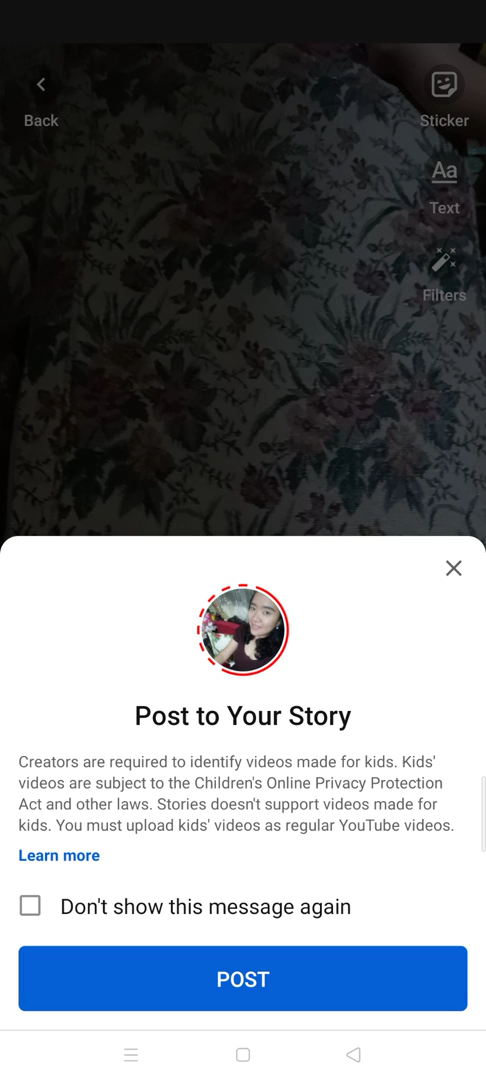 Back
Sticker
Aa
Text
Filters
Post to Your Story
Creators are required to identify videos made for kids. Kids'
videos are subject to the Children's Online Privacy Protection
Act and other laws. Stories doesn't support videos made for
kids. You must upload kids' videos as regular YouTube videos.
Learn more
Don't show this message again
POST